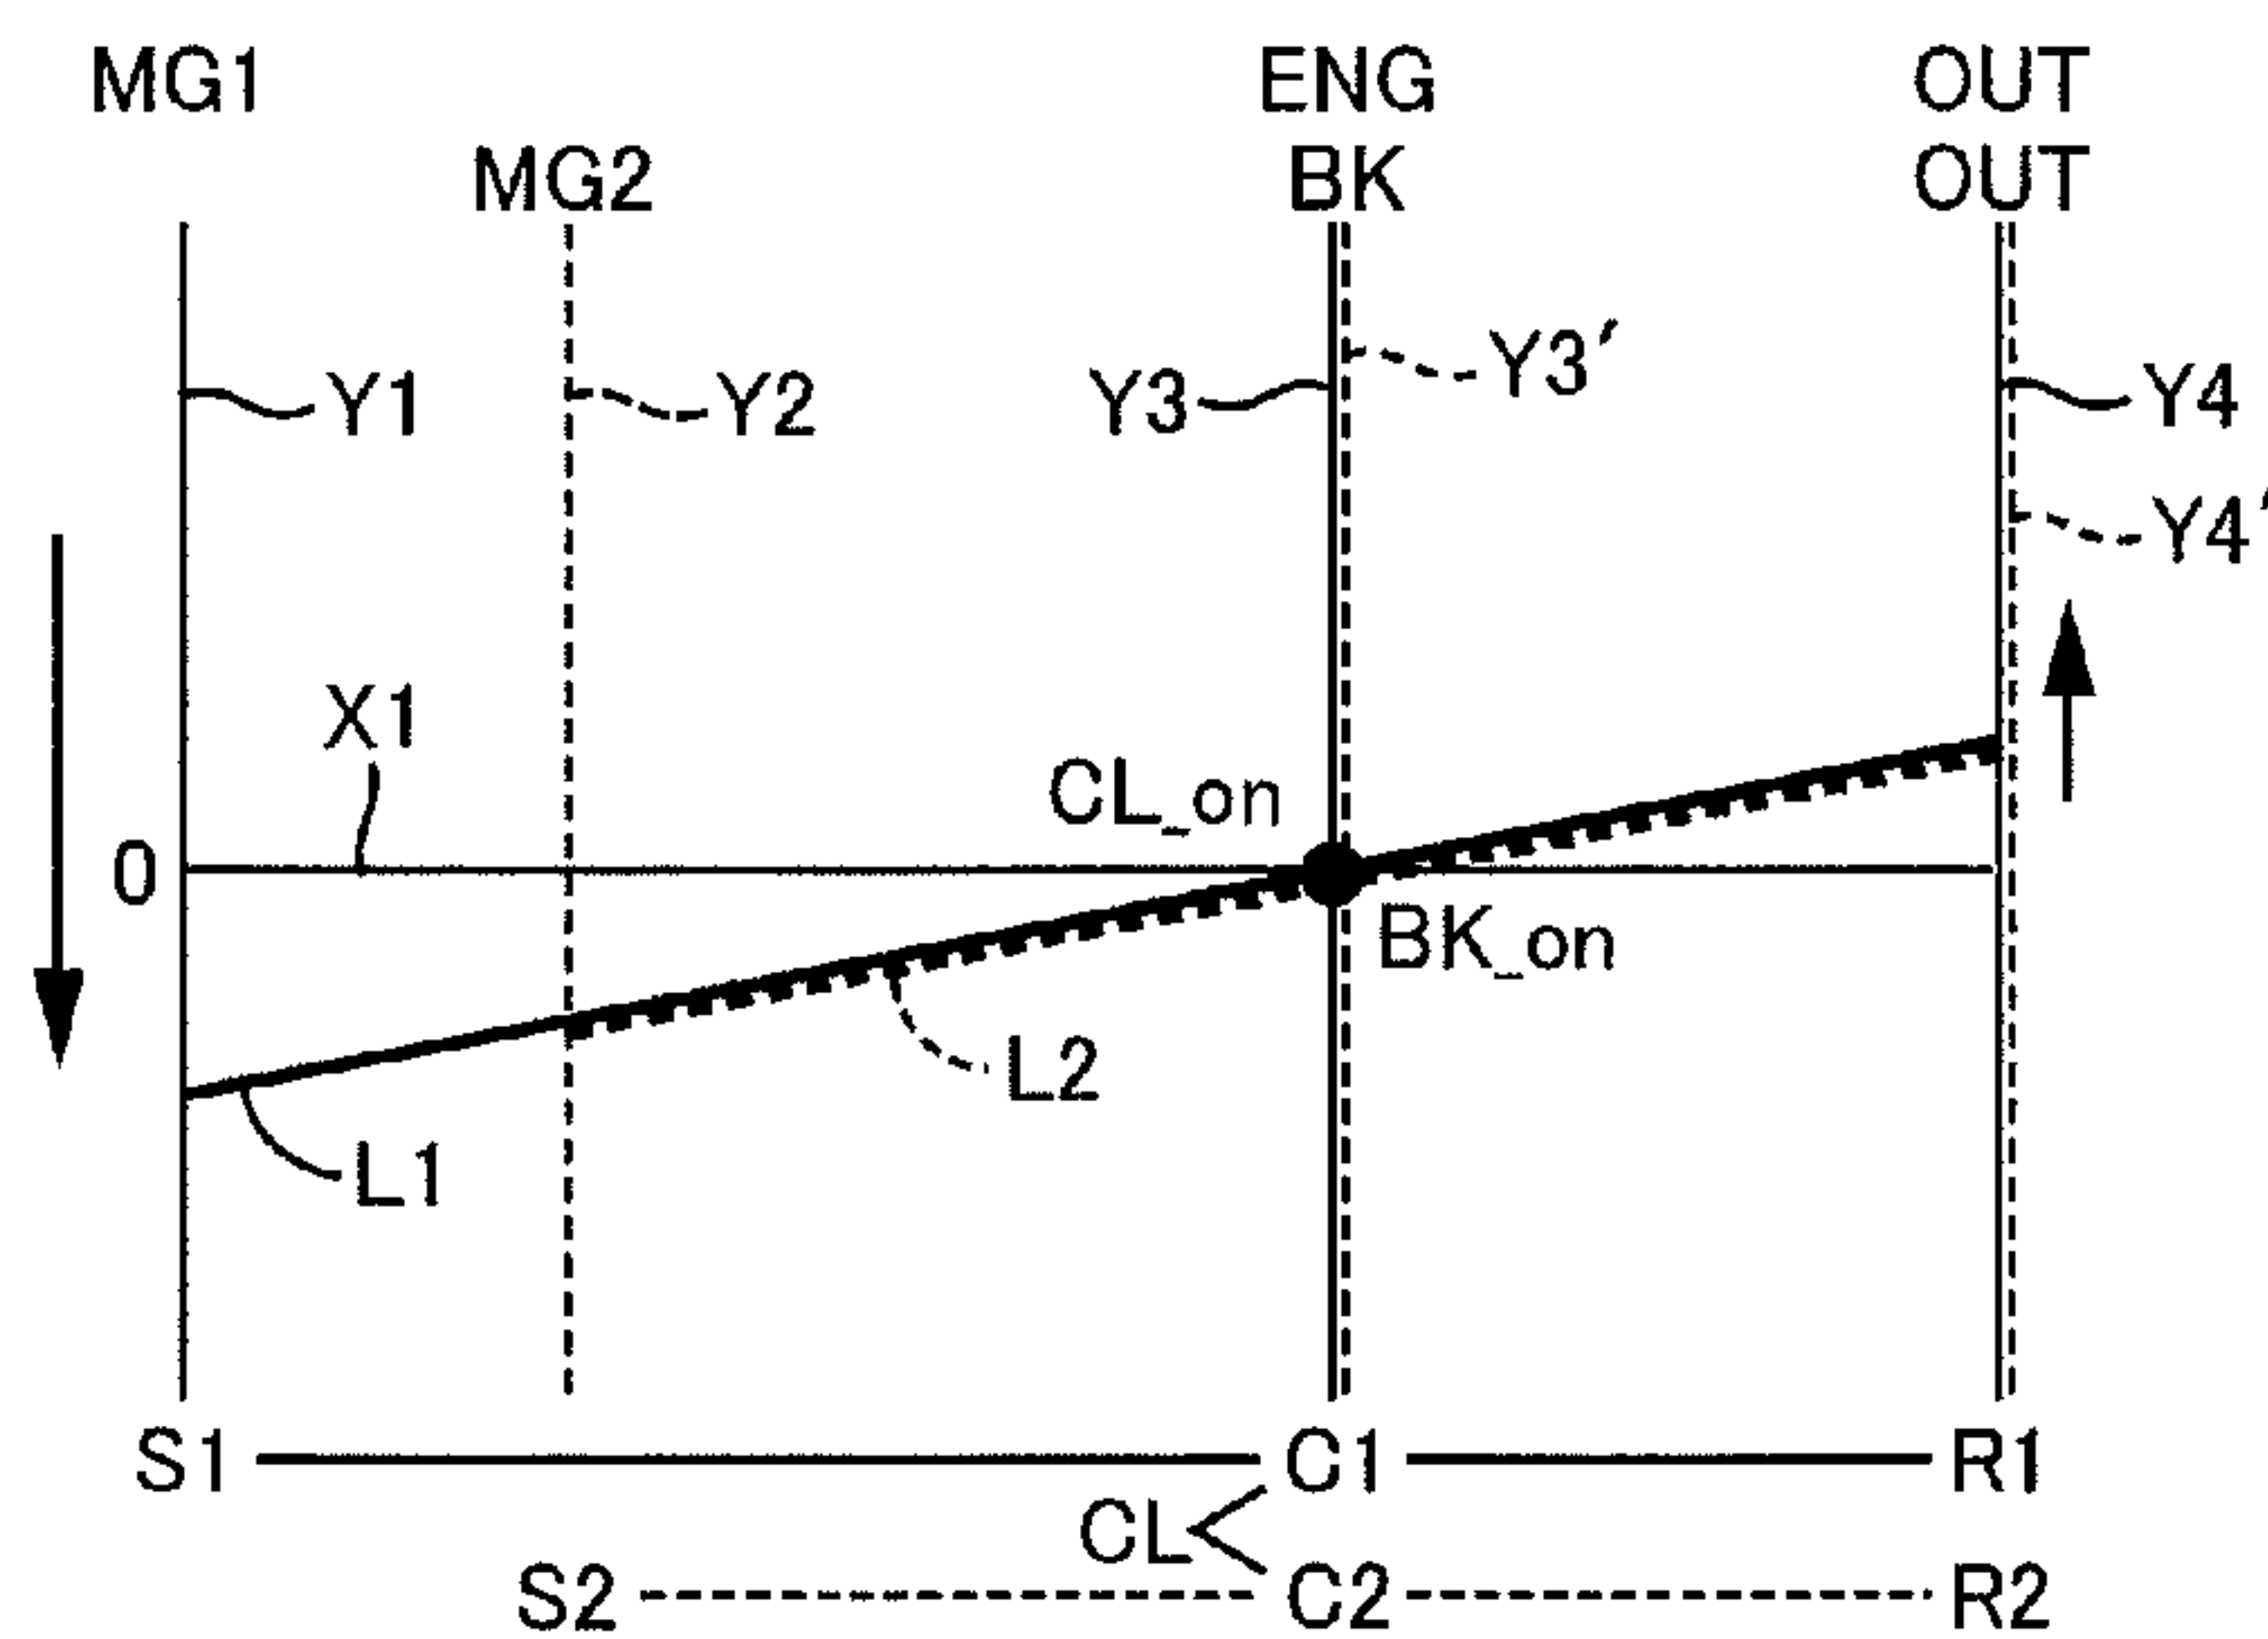 MG1 ENG OUT
MG2 BK OUT
Y3′
Y1 Y2 Y3 Y4
Y4′
X1
CL_on
0
BK_on
L2
L1
S1 C1 R1
CL
S2 C2 R2